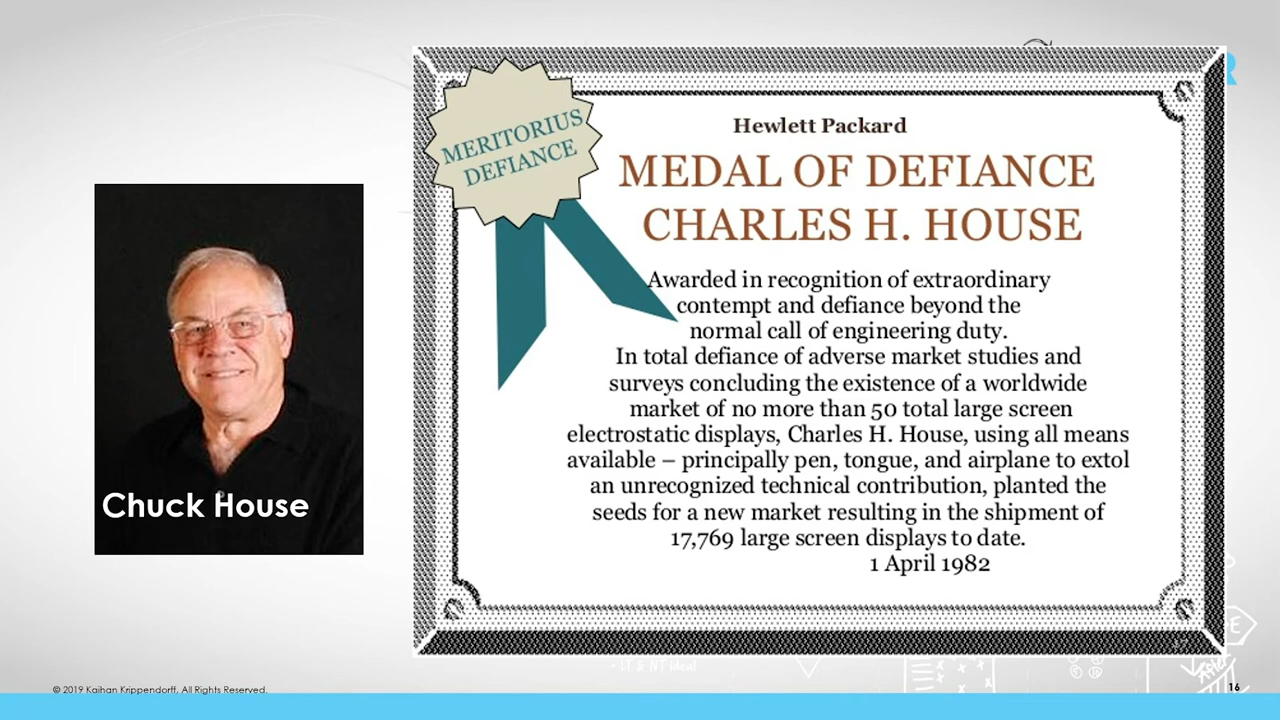 MERITORIUS
DEFIANCE
Hewlett Packard
MEDAL OF DEFIANCE
CHARLES H. HOUSE
Awarded in recognition of extraordinary
contempt and defiance beyond the
normal call of engineering duty.
In total defiance of adverse market studies and
surveys concluding the existence of a worldwide
market of no more than 50 total large screen
electrostatic displays, Charles H. House, using all means
available – principally pen, tongue, and airplane to extol
an unrecognized technical contribution, planted the
seeds for a new market resulting in the shipment of
17,769 large screen displays to date.
1 April 1982
Chuck House
• LT & NT Ideal
After
© 2019 Kaihan Krippendorff, All Rights Reserved.
16